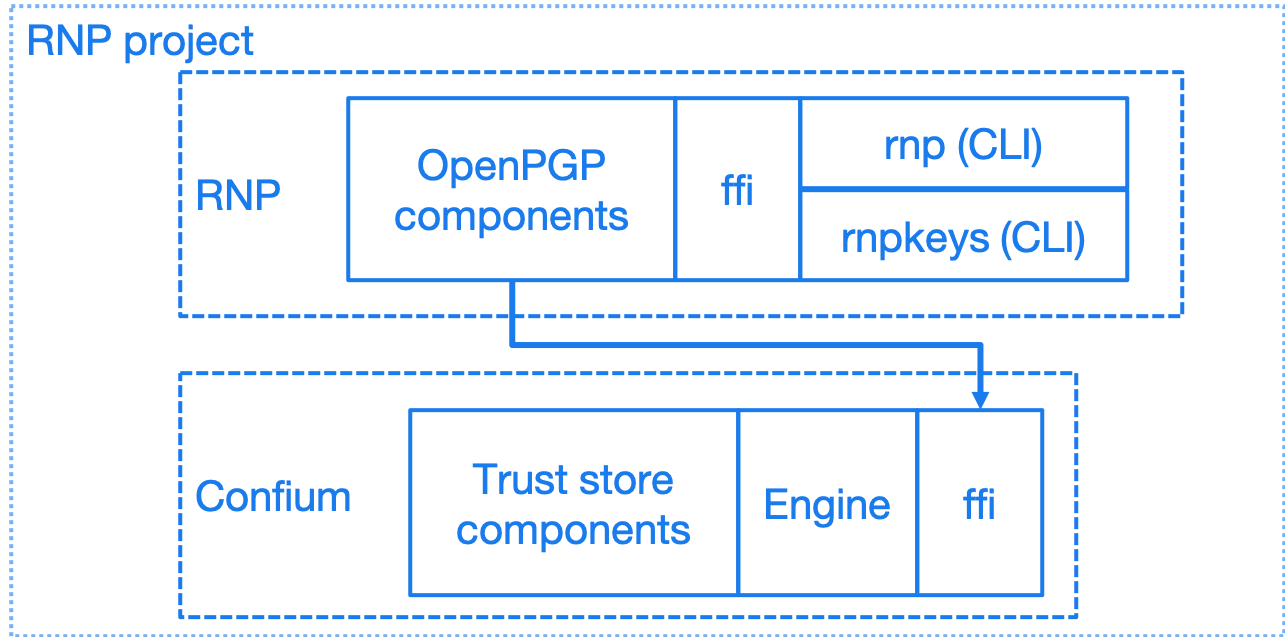 RNP project
RNP
OpenPGP
components
ffi
rnp (CLI)
rnpkeys (CLI)
Confium
Trust store
components
Engine
ffi